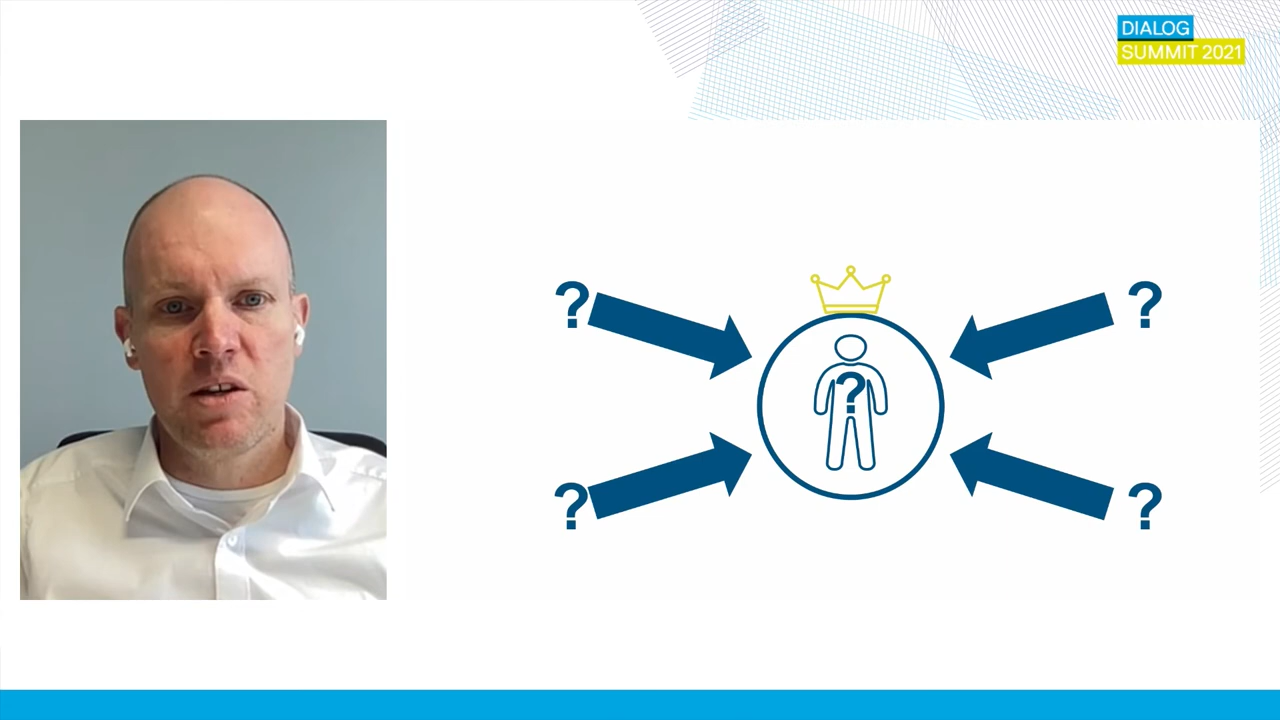 DIALOG
SUMMIT 2021
? ?
?
? ?